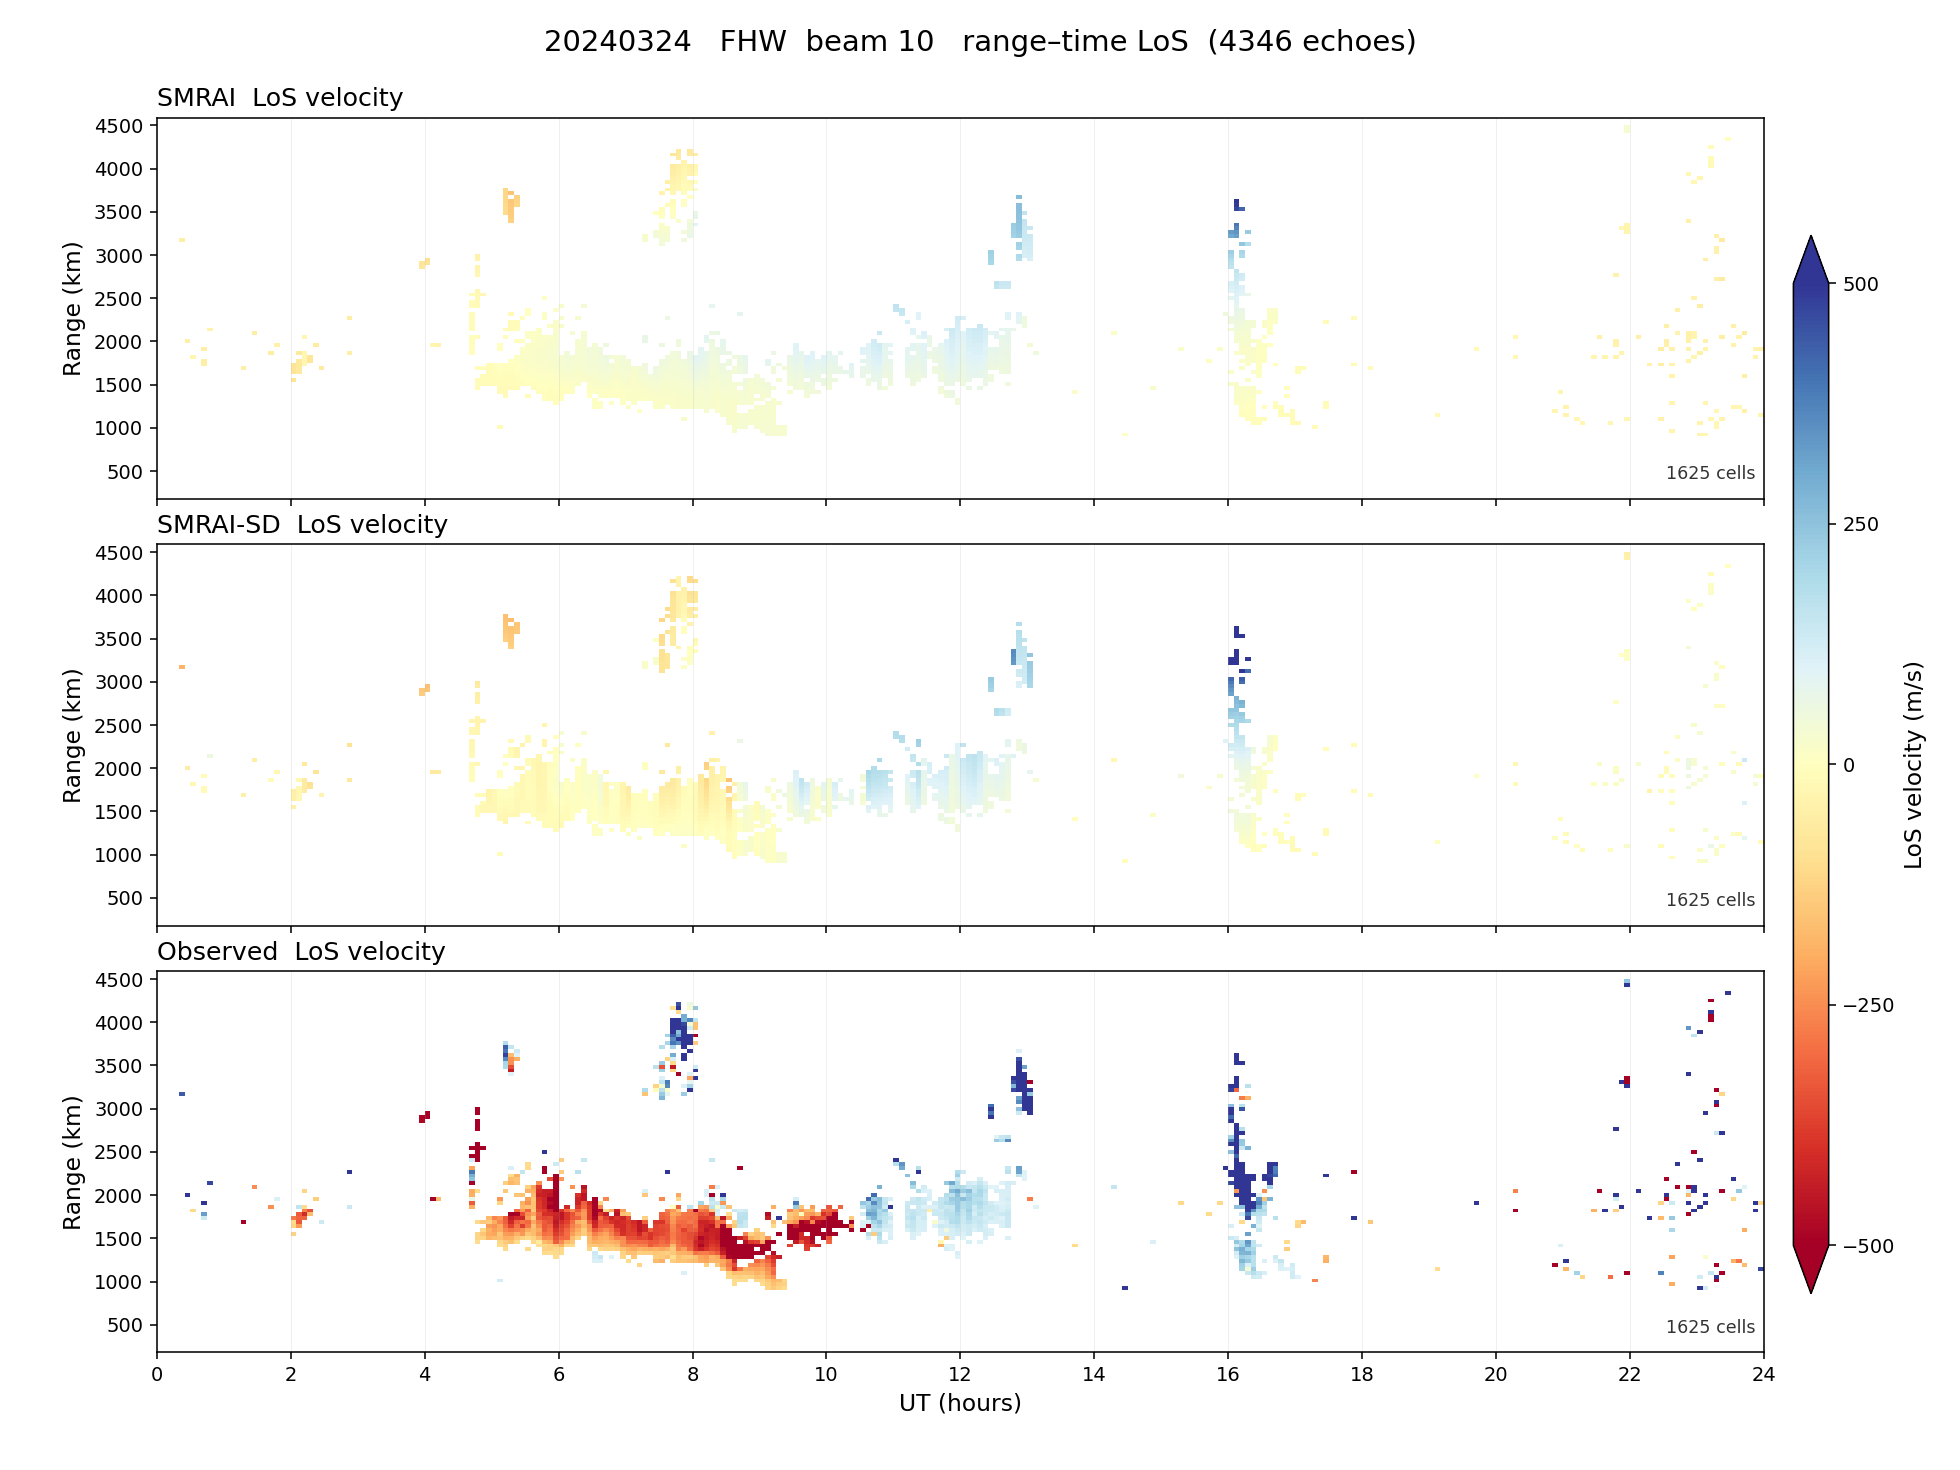 20240324   FHW  beam 10   range–time LoS  (4346 echoes)
SMRAI  LoS velocity
4500
4000
3500
3000
2500
2000
1500
1000
500
Range (km)
1625 cells
SMRAI-SD  LoS velocity
4500
4000
3500
3000
2500
2000
1500
1000
500
Range (km)
1625 cells
Observed  LoS velocity
4500
4000
3500
3000
2500
2000
1500
1000
500
Range (km)
1625 cells
0 2 4 6 8 10 12 14 16 18 20 22 24
UT (hours)
500
250
0
−250
−500
LoS velocity (m/s)